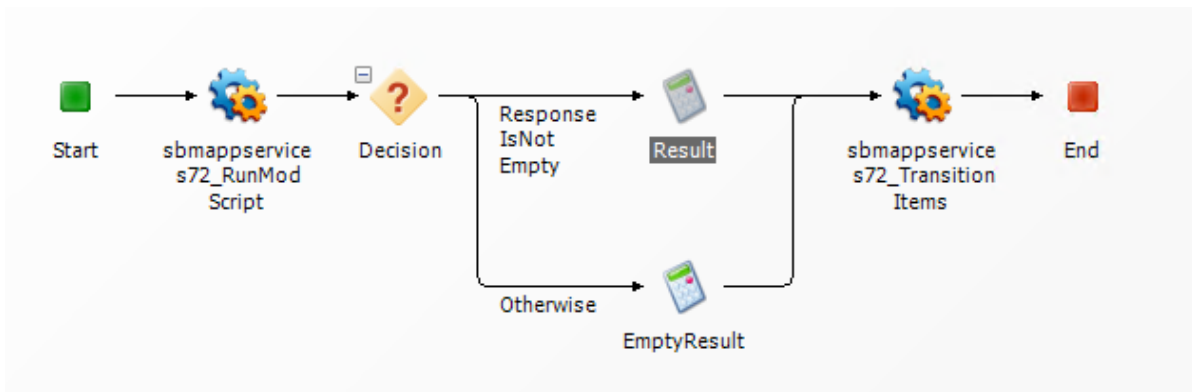 Start
sbmappservice
s72_RunMod
Script
Decision
Response
IsNot
Empty
Result
sbmappservice
s72_Transition
Items
End
Otherwise
EmptyResult